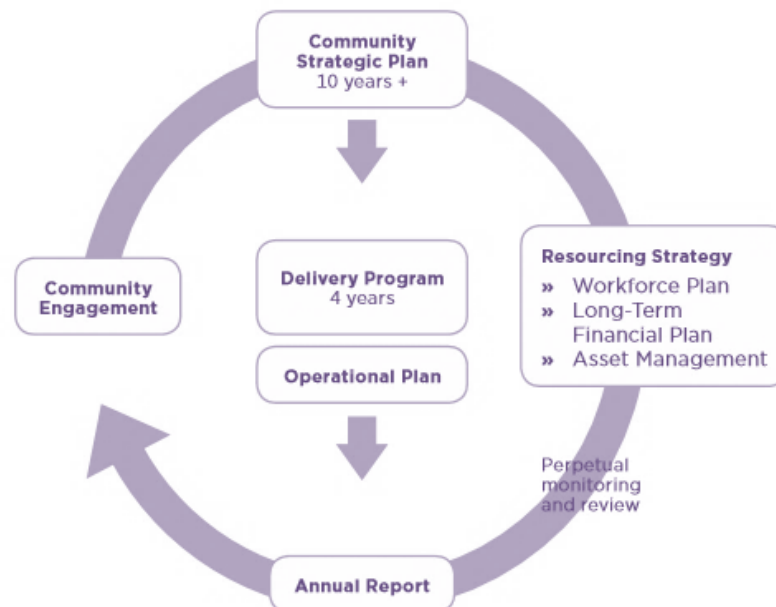 Community
Strategic Plan
10 years +
Community
Engagement
Delivery Program
4 years
Operational Plan
Resourcing Strategy
» Workforce Plan
» Long-Term
Financial Plan
» Asset Management
Perpetual
monitoring
and review
Annual Report